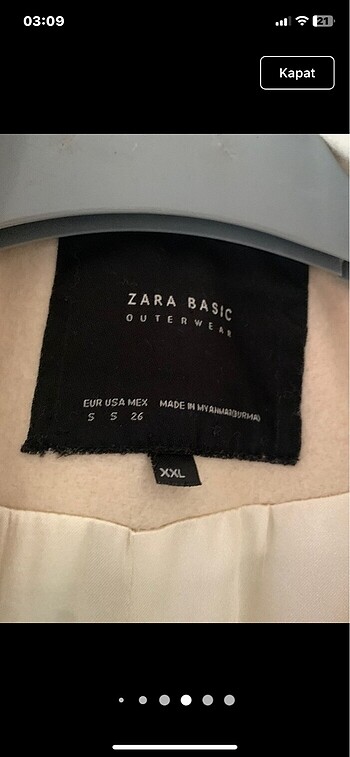 03:09
21
Kapat
ZARA BASIC
OUTERWEAR
EUR USA MEX MADE IN MYANMAR(BURMA)
S S 26
XXL